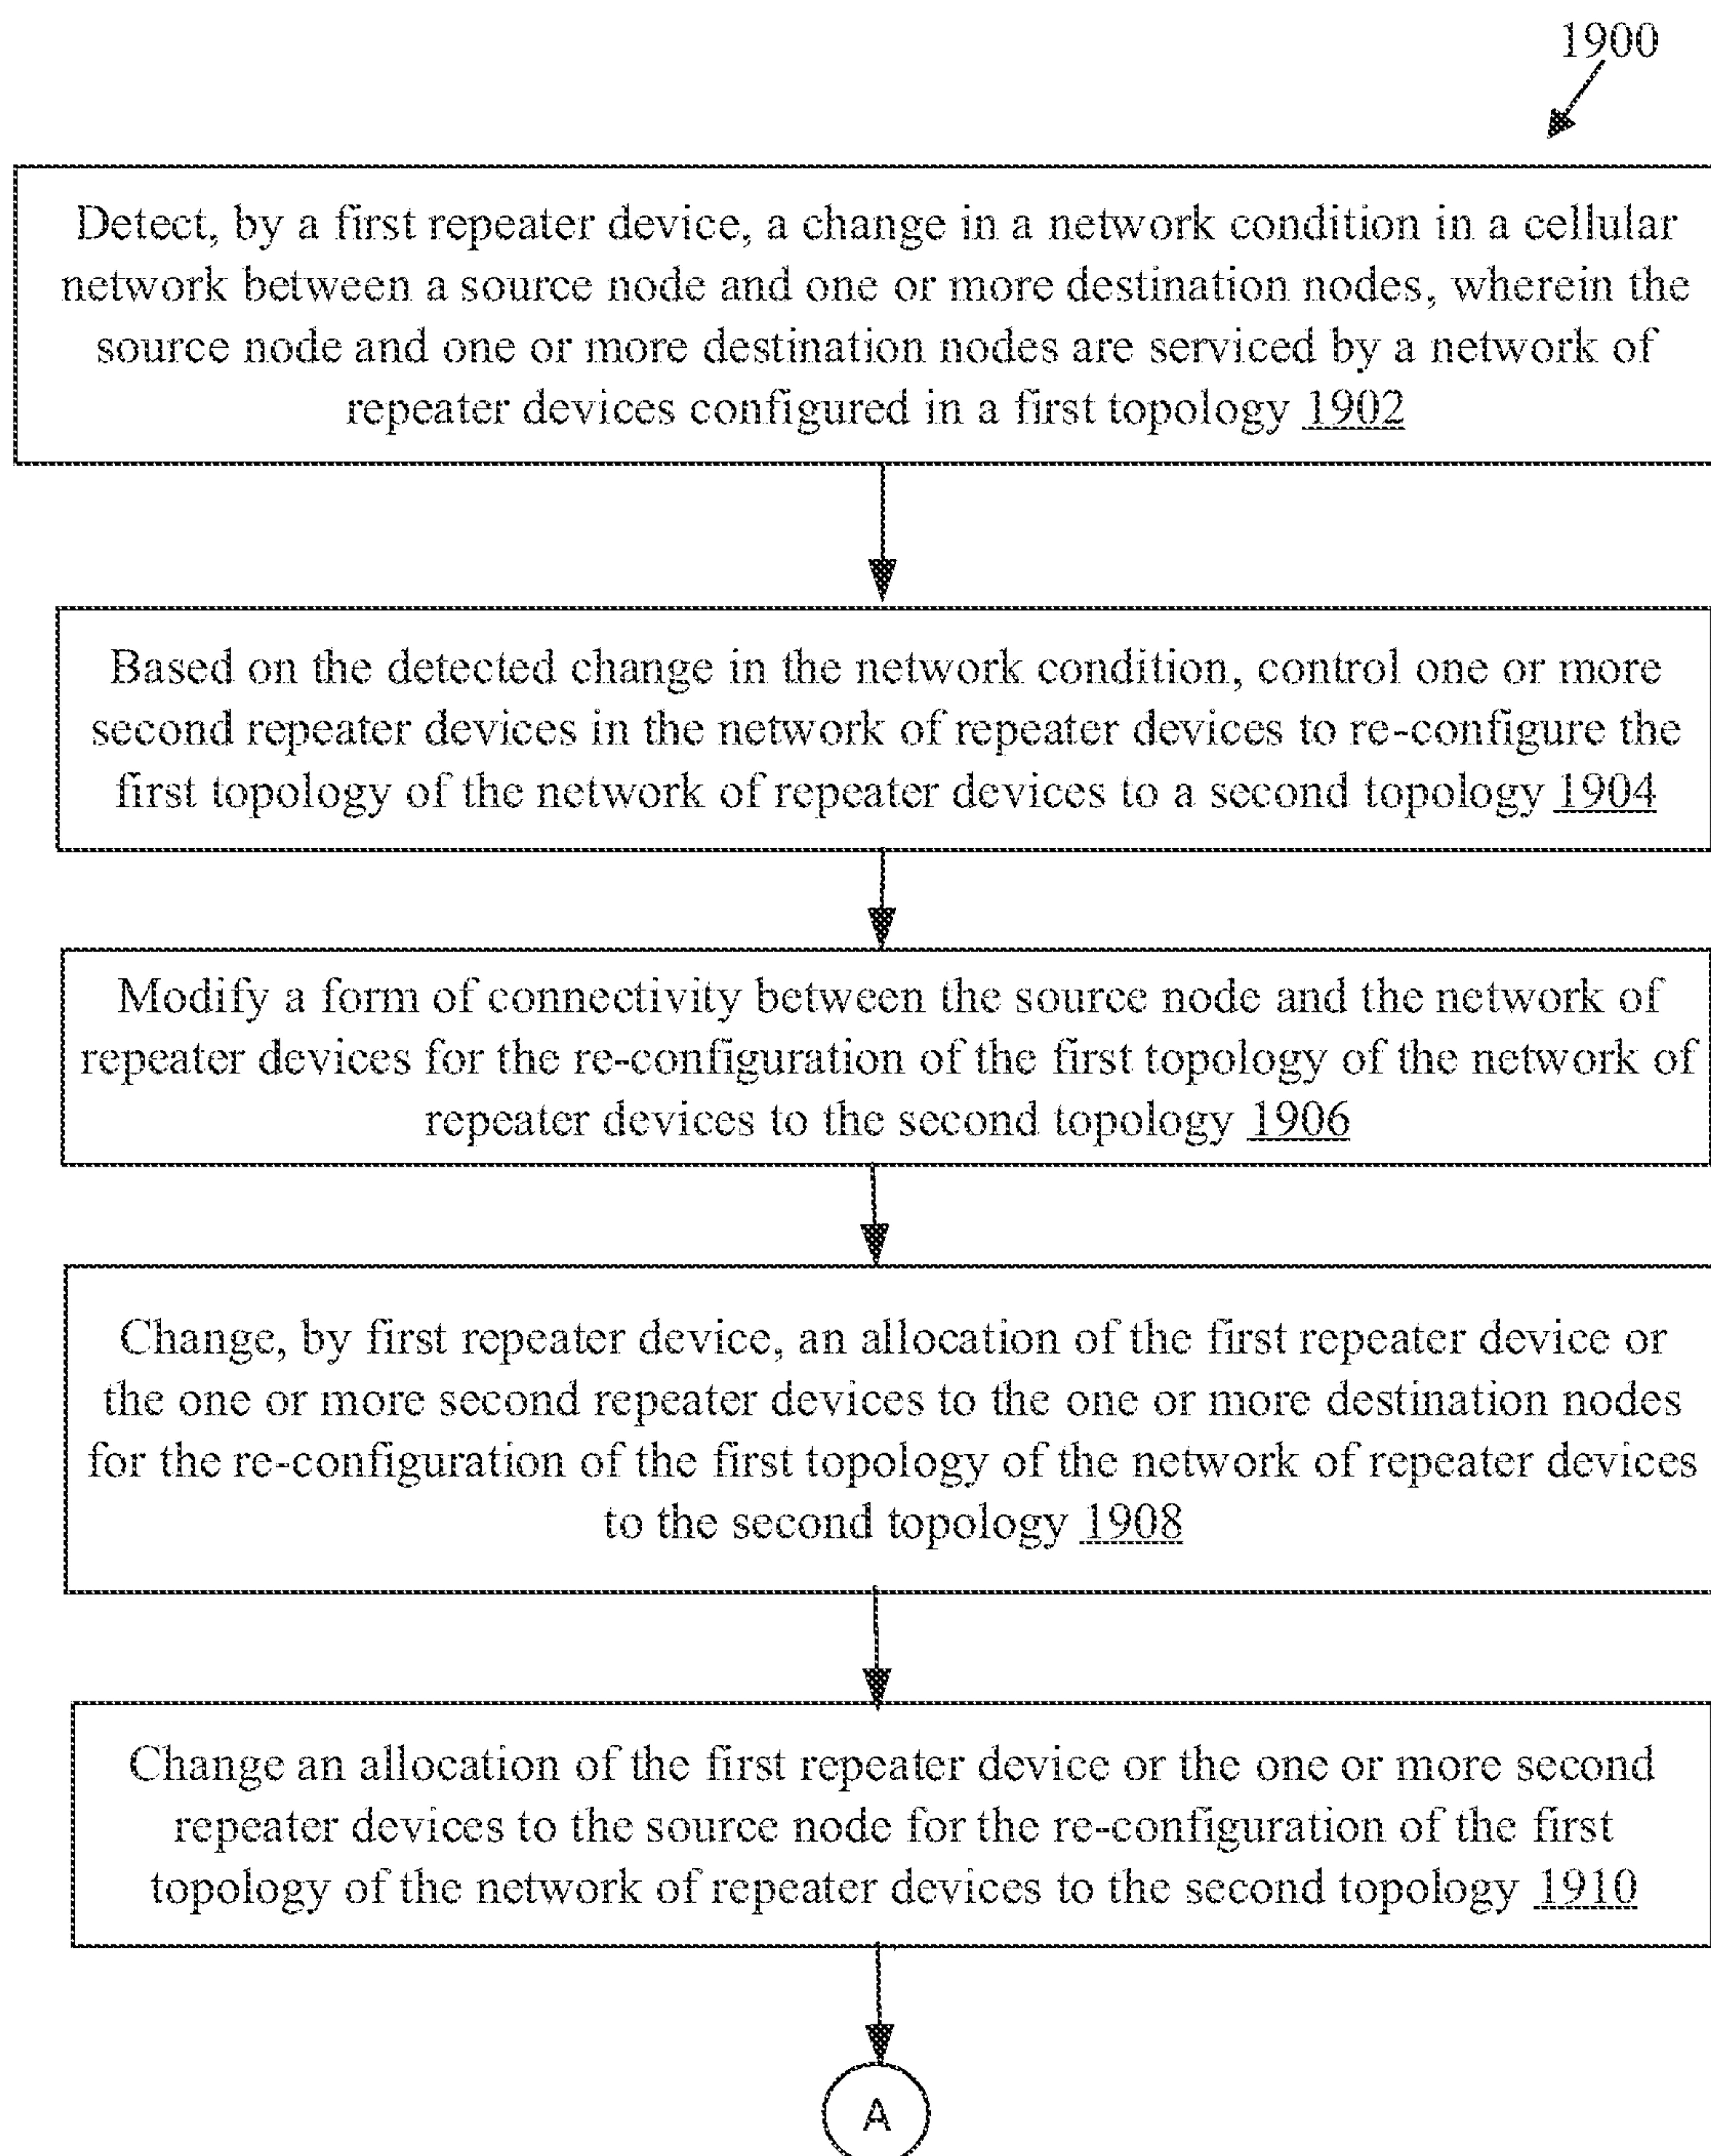 1900
Detect, by a first repeater device, a change in a network condition in a cellular
network between a source node and one or more destination nodes, wherein the
source node and one or more destination nodes are serviced by a network of
repeater devices configured in a first topology 1902
Based on the detected change in the network condition, control one or more
second repeater devices in the network of repeater devices to re-configure the
first topology of the network of repeater devices to a second topology 1904
Modify a form of connectivity between the source node and the network of
repeater devices for the re-configuration of the first topology of the network of
repeater devices to the second topology 1906
Change, by first repeater device, an allocation of the first repeater device or
the one or more second repeater devices to the one or more destination nodes
for the re-configuration of the first topology of the network of repeater devices
to the second topology 1908
Change an allocation of the first repeater device or the one or more second
repeater devices to the source node for the re-configuration of the first
topology of the network of repeater devices to the second topology 1910
A